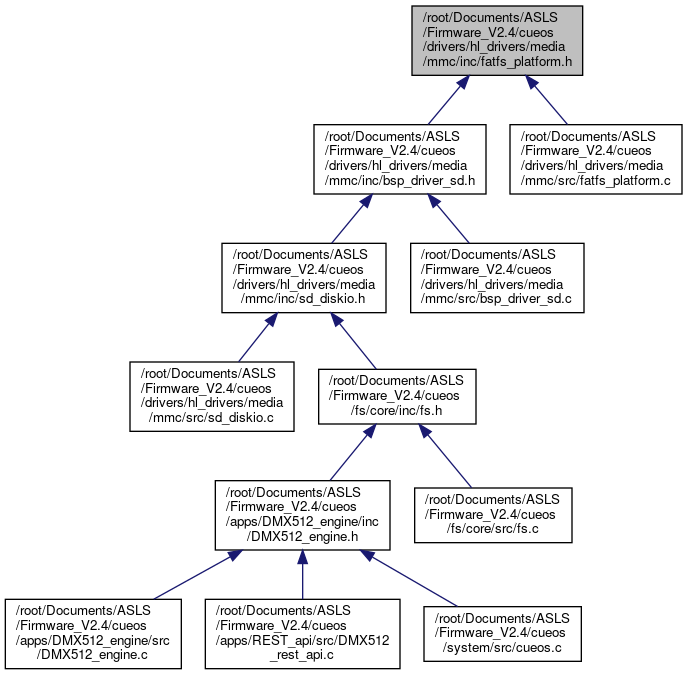 /root/Documents/ASLS
/Firmware_V2.4/cueos
/drivers/hl_drivers/media
/mmc/inc/fatfs_platform.h
/root/Documents/ASLS
/Firmware_V2.4/cueos
/drivers/hl_drivers/media
/mmc/inc/bsp_driver_sd.h
/root/Documents/ASLS
/Firmware_V2.4/cueos
/drivers/hl_drivers/media
/mmc/src/fatfs_platform.c
/root/Documents/ASLS
/Firmware_V2.4/cueos
/drivers/hl_drivers/media
/mmc/inc/sd_diskio.h
/root/Documents/ASLS
/Firmware_V2.4/cueos
/drivers/hl_drivers/media
/mmc/src/bsp_driver_sd.c
/root/Documents/ASLS
/Firmware_V2.4/cueos
/drivers/hl_drivers/media
/mmc/src/sd_diskio.c
/root/Documents/ASLS
/Firmware_V2.4/cueos
/fs/core/inc/fs.h
/root/Documents/ASLS
/Firmware_V2.4/cueos
/apps/DMX512_engine/inc
/DMX512_engine.h
/root/Documents/ASLS
/Firmware_V2.4/cueos
/fs/core/src/fs.c
/root/Documents/ASLS
/Firmware_V2.4/cueos
/apps/DMX512_engine/src
/DMX512_engine.c
/root/Documents/ASLS
/Firmware_V2.4/cueos
/apps/REST_api/src/DMX512
_rest_api.c
/root/Documents/ASLS
/Firmware_V2.4/cueos
/system/src/cueos.c